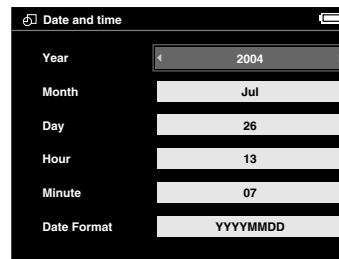 Date and time
Year 2004
Month Jul
Day 26
Hour 13
Minute 07
Date Format YYYYMMDD